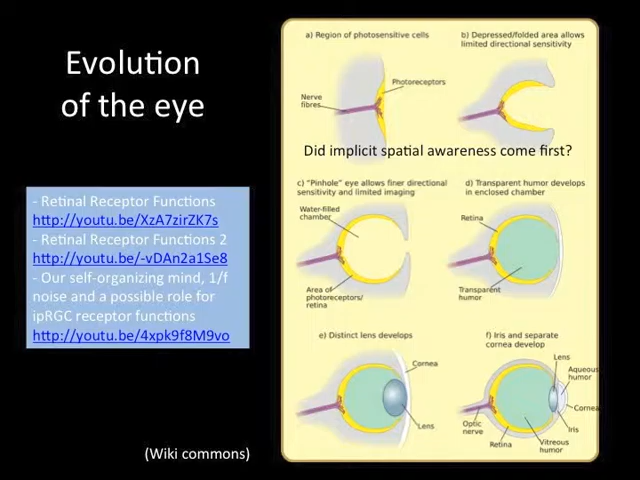 Evolution
of the eye
- Retinal Receptor Functions
http://youtu.be/XzA7zirZK7s
- Retinal Receptor Functions 2
http://youtu.be/-vDAn2a1Se8
- Our self-organizing mind, 1/f
noise and a possible role for
ipRGC receptor functions
http://youtu.be/4xpk9f8M9vo
(Wiki commons)
a) Region of photosensitive cells
Photoreceptors
Nerve
fibres
b) Depressed/folded area allows
limited directional sensitivity
Did implicit spatial awareness come first?
c) "Pinhole" eye allows finer directional
sensitivity and limited imaging
Water-filled
chamber
Area of
photoreceptors/
retina
d) Transparent humor develops
in enclosed chamber
Retina
Transparent
humor
e) Distinct lens develops
Cornea
Lens
f) Iris and separate
cornea develop
Lens
Aqueous
humor
Cornea
Iris
Optic
nerve
Retina
Vitreous
humor